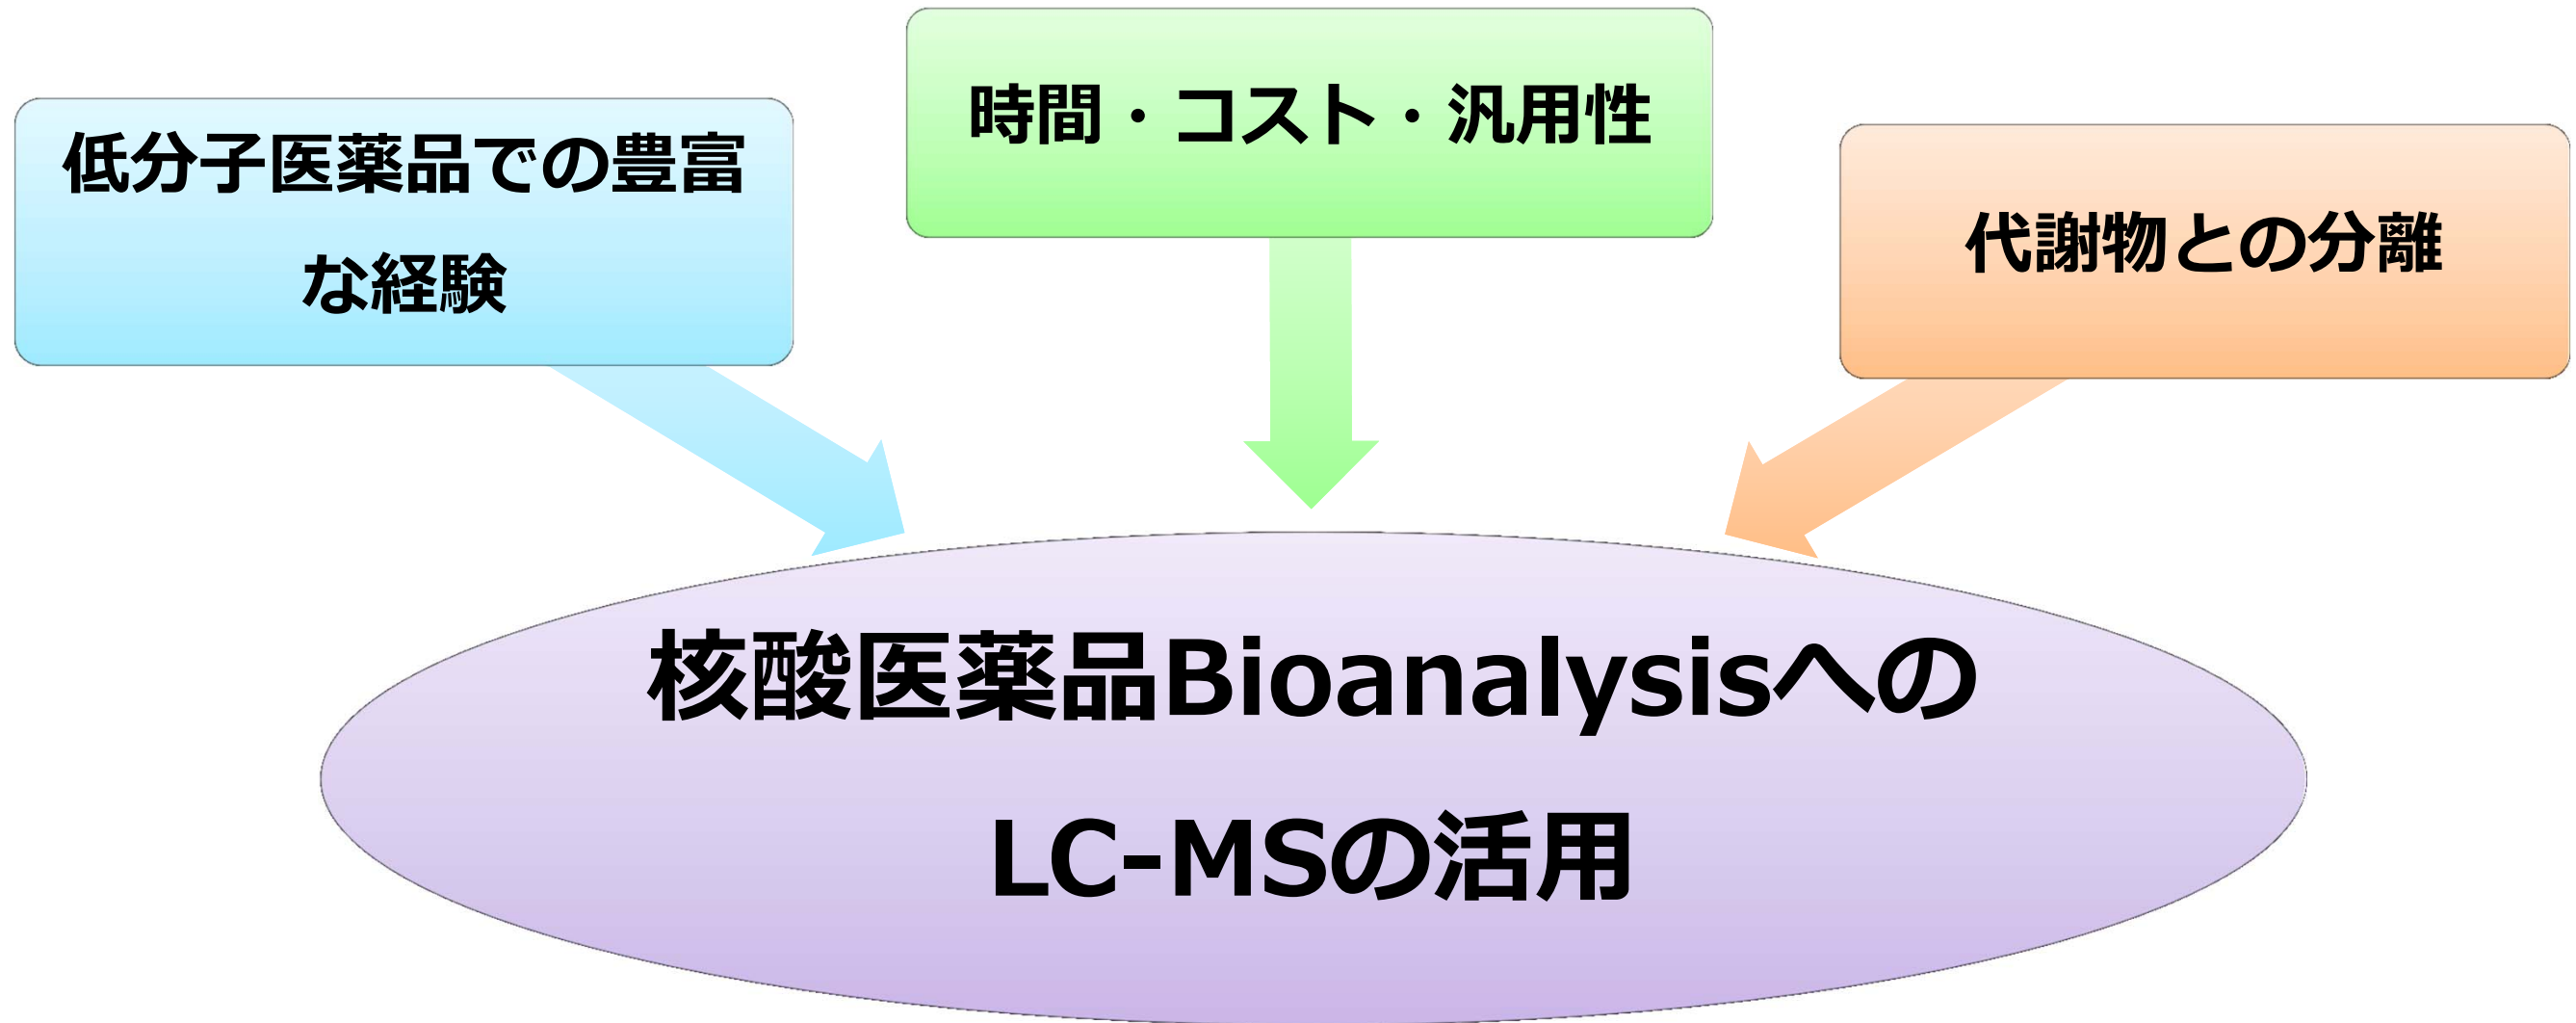 低分子医薬品での豊富
な経験
時間・コスト・汎用性
代謝物との分離
核酸医薬品Bioanalysisへの
LC-MSの活用